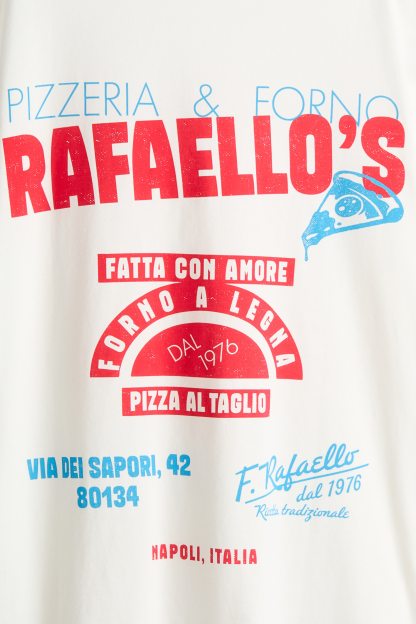 PIZZERIA & FORNO
RAFAELLO'S
FATTA CON AMORE
FORNO A LEGNA
DAL
1976
PIZZA AL TAGLIO
VIA DEI SAPORI, 42
80134
F. Rafaello
dal 1976
tradizionale
NAPOLI, ITALIA